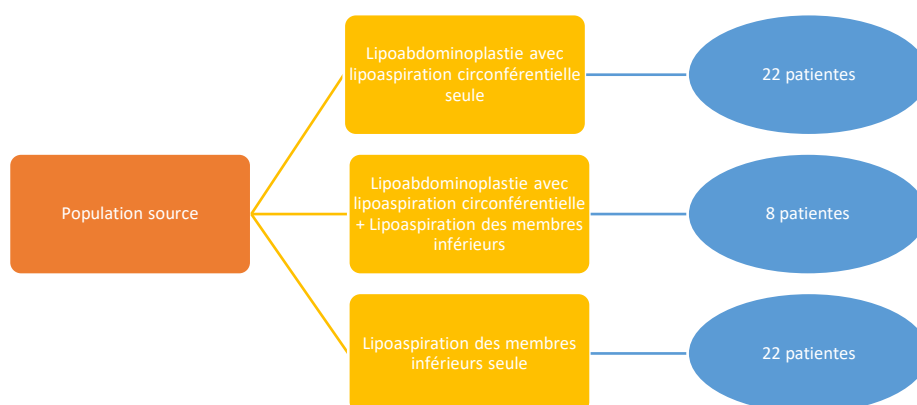 Lipoabdominoplastie avec
lipoaspiration circonférentielle
seule
22 patientes
Population source
Lipoabdominoplastie avec
lipoaspiration circonférentielle
+ Lipoaspiration des membres
inférieurs
8 patientes
Lipoaspiration des membres
inférieurs seule
22 patientes